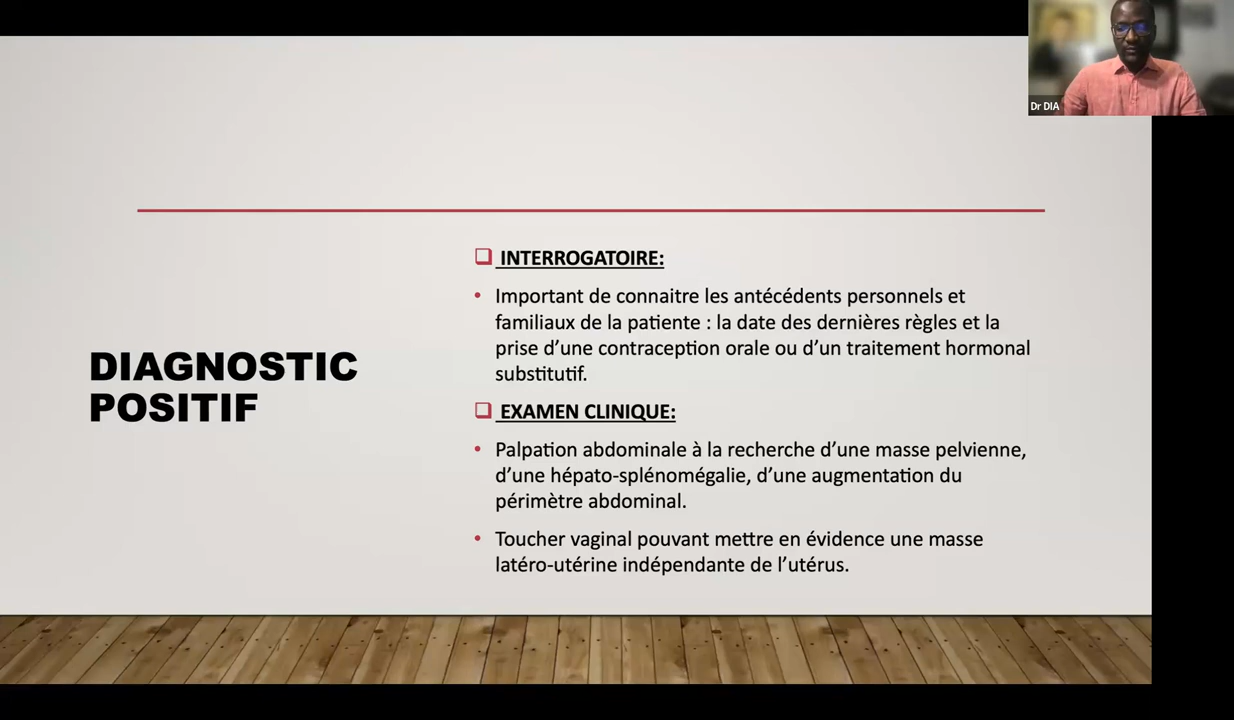 Dr DIA
DIAGNOSTIC
POSITIF
INTERROGATOIRE:
• Important de connaitre les antécédents personnels et
familiaux de la patiente : la date des dernières règles et la
prise d’une contraception orale ou d’un traitement hormonal
substitutif.
EXAMEN CLINIQUE:
• Palpation abdominale à la recherche d’une masse pelvienne,
d’une hépato-splénomégalie, d’une augmentation du
périmètre abdominal.
• Toucher vaginal pouvant mettre en évidence une masse
latéro-utérine indépendante de l’utérus.